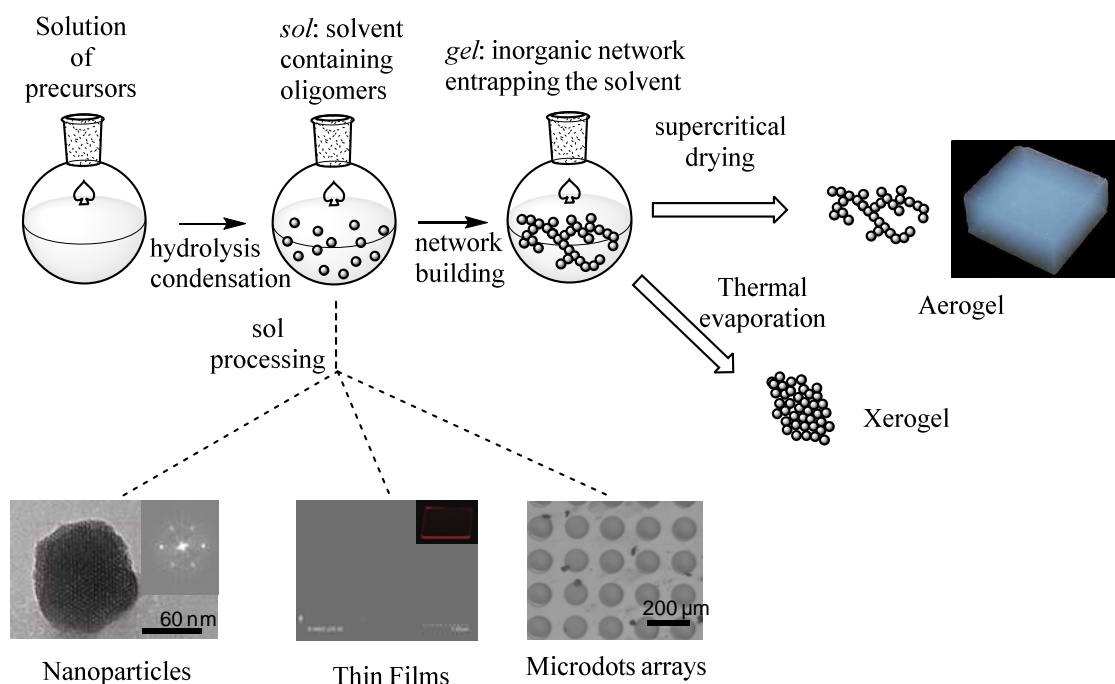 Solution
of
precursors
sol: solvent
containing
oligomers
gel: inorganic network
entrapping the solvent
supercritical
drying
hydrolysis
condensation
network
building
Thermal
evaporation
Aerogel
sol
processing
Xerogel
60 nm
200 µm
Nanoparticles
Thin Films
Microdots arrays